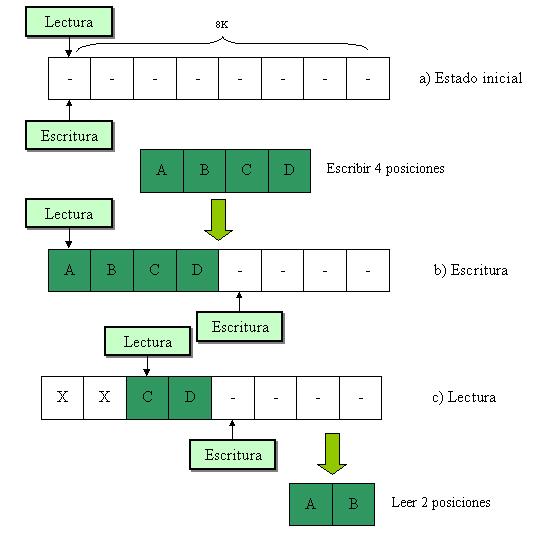 Lectura
8K
- - - - - - - -
a) Estado inicial
Escritura
A B C D
Escribir 4 posiciones
Lectura
A B C D - - - -
b) Escritura
Escritura
Lectura
X X C D - - - -
c) Lectura
Escritura
A B
Leer 2 posiciones